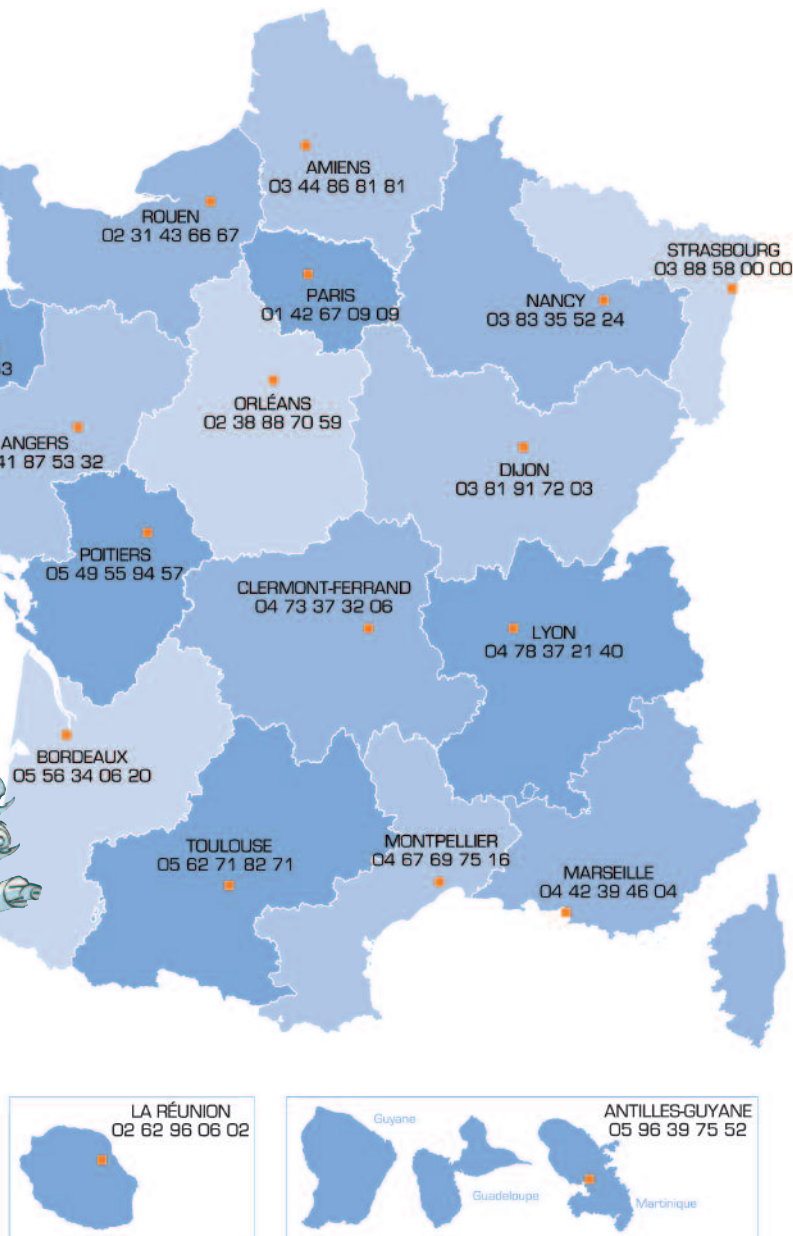 AMIENS
03 44 86 81 81
ROUEN
02 31 43 66 67
STRASBOURG
03 88 58 00 00
PARIS
01 42 67 09 09
NANCY
03 83 35 52 24
ORLÉANS
02 38 88 70 59
ANGERS
41 87 53 32
DIJON
03 81 91 72 03
POITIERS
05 49 55 94 57
CLERMONT-FERRAND
04 73 37 32 06
LYON
04 78 37 21 40
BORDEAUX
05 56 34 06 20
TOULOUSE
05 62 71 82 71
MONTPELLIER
04 67 69 75 16
MARSEILLE
04 42 39 46 04
LA RÉUNION
02 62 96 06 02
ANTILLES-GUYANE
05 96 39 75 52
Guyane
Guadeloupe
Martinique